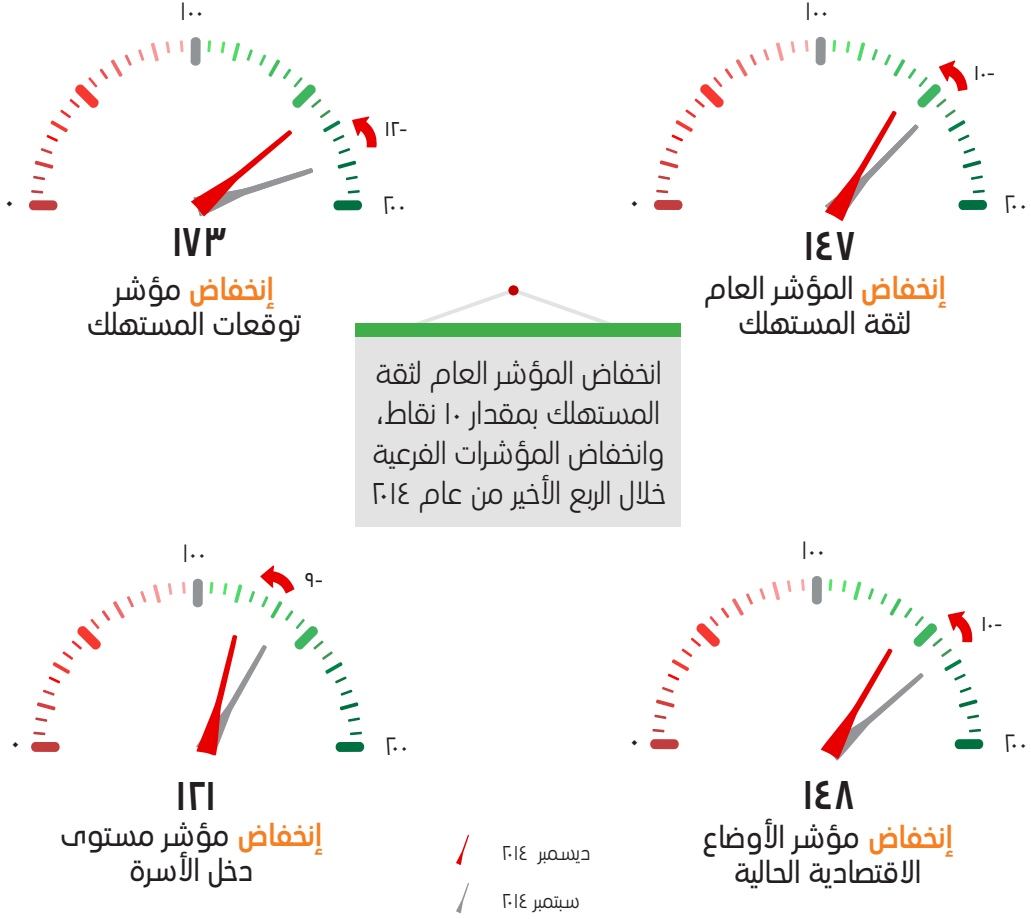 ١٠٠
١٠-
٠
٢٠٠
١٤٧
إنخفاض المؤشر العام
لثقة المستهلك
١٠٠
١٢-
٠
٢٠٠
١٧٣
إنخفاض مؤشر
توقعات المستهلك
انخفاض المؤشر العام لثقة
المستهلك بمقدار ١٠ نقاط،
وانخفاض المؤشرات الفرعية
خلال الربع الأخير من عام ٢٠١٤
١٠٠
١٠-
٠
٢٠٠
١٤٨
إنخفاض مؤشر الأوضاع
الاقتصادية الحالية
١٠٠
٩-
٠
٢٠٠
١٢١
إنخفاض مؤشر مستوى
دخل الأسرة
ديسمبر ٢٠١٤
سبتمبر ٢٠١٤